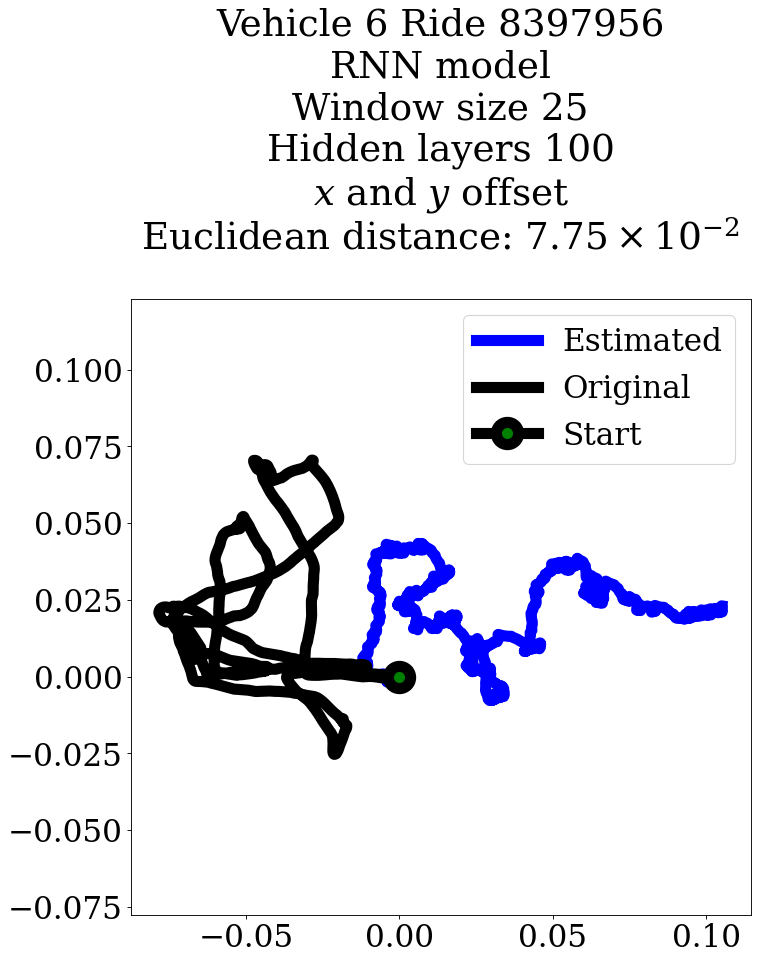 Vehicle 6 Ride 8397956
RNN model
Window size 25
Hidden layers 100
x and y offset
Euclidean distance: 7.75 × 10⁻²
Estimated
Original
Start
0.100
0.075
0.050
0.025
0.000
−0.025
−0.050
−0.075
−0.05 0.00 0.05 0.10